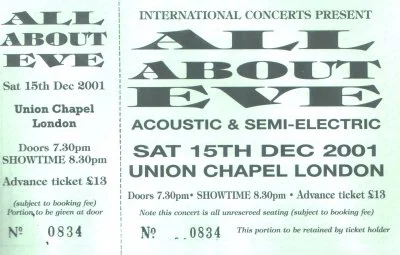 ALL
ABOUT
EVE
Sat 15th Dec 2001
Union Chapel
London
Doors 7.30pm
SHOWTIME 8.30pm
Advance ticket £13
(subject to booking fee)
Portion to be given at door
Nº 0834
INTERNATIONAL CONCERTS PRESENT
ALL
ABOUT
EVE
ACOUSTIC & SEMI-ELECTRIC
SAT 15TH DEC 2001
UNION CHAPEL LONDON
Doors 7.30pm• SHOWTIME 8.30pm • Advance ticket £13
Note this concert is all unreserved seating (subject to booking fee)
Nº 0834 This portion to be retained by ticket holder